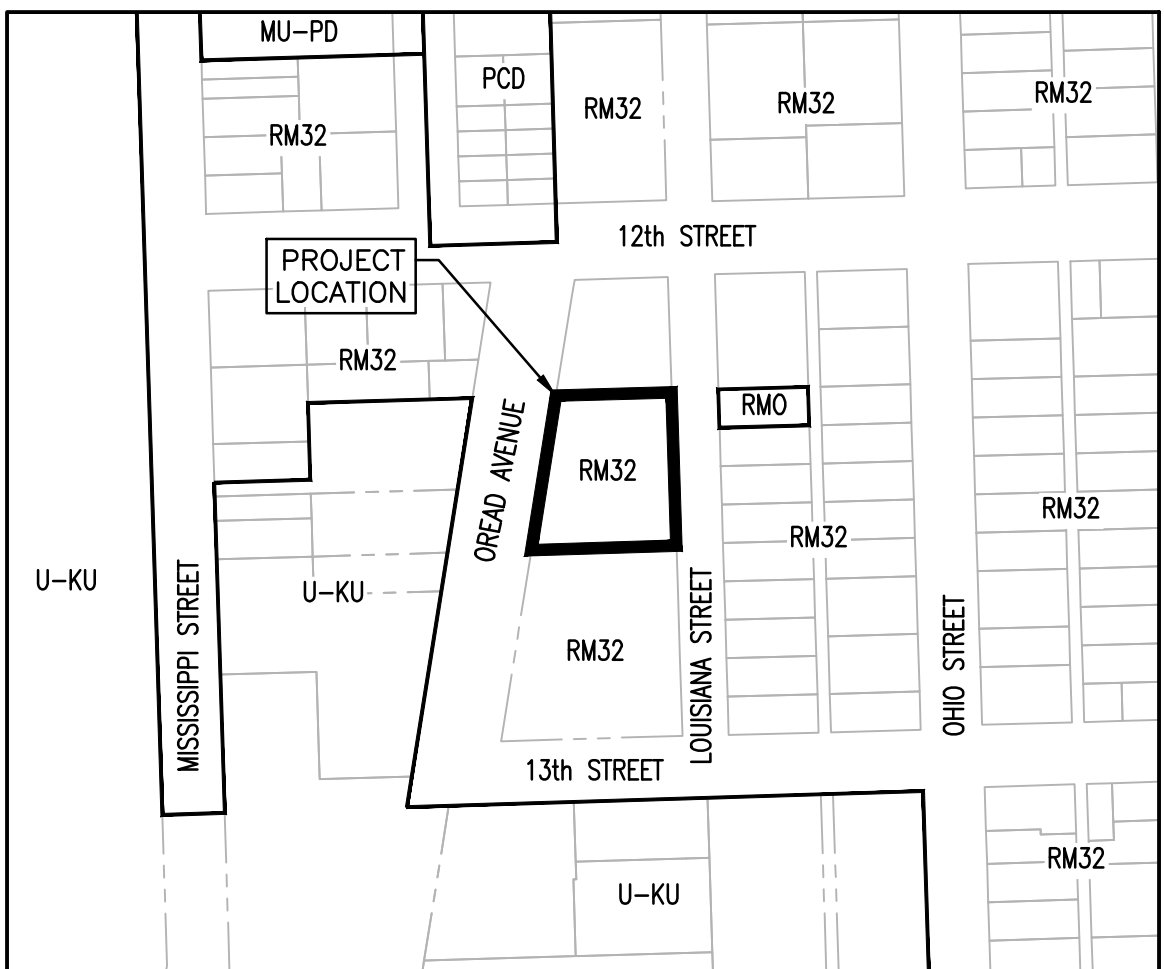 MU-PD
PCD
RM32
RM32
RM32
RM32
12th STREET
PROJECT
LOCATION
RM32
RMO
OREAD AVENUE
RM32
RM32
RM32
U-KU
U-KU
MISSISSIPPI STREET
RM32
LOUISIANA STREET
OHIO STREET
13th STREET
RM32
U-KU